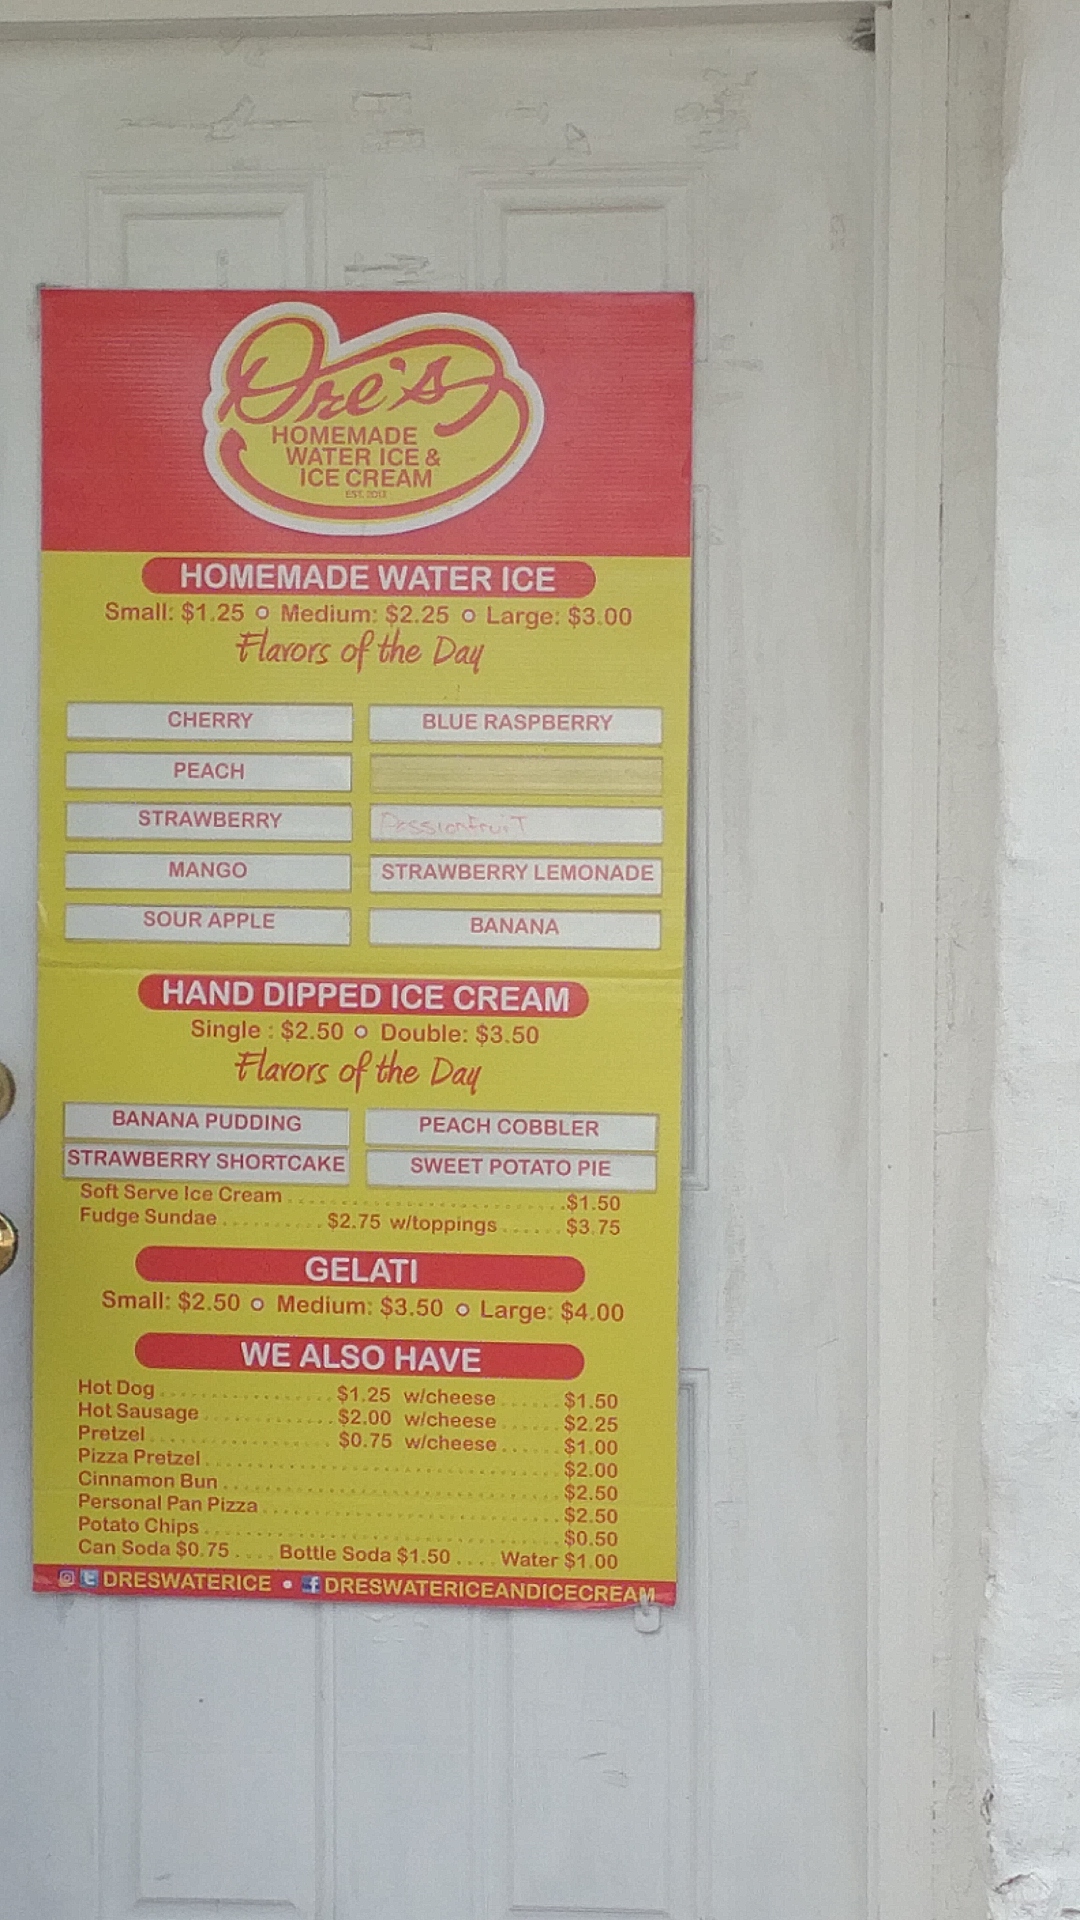 Dre's
HOMEMADE
WATER ICE &
ICE CREAM
EST. 2013
HOMEMADE WATER ICE
Small: $1.25 Medium: $2.25 Large: $3.00
Flavors of the Day
CHERRY BLUE RASPBERRY
PEACH
STRAWBERRY PassionfruiT
MANGO STRAWBERRY LEMONADE
SOUR APPLE BANANA
HAND DIPPED ICE CREAM
Single : $2.50 Double: $3.50
Flavors of the Day
BANANA PUDDING PEACH COBBLER
STRAWBERRY SHORTCAKE SWEET POTATO PIE
Soft Serve Ice Cream $1.50
Fudge Sundae $2.75 w/toppings $3.75
GELATI
Small: $2.50 Medium: $3.50 Large: $4.00
WE ALSO HAVE
Hot Dog $1.25 w/cheese $1.50
Hot Sausage $2.00 w/cheese $2.25
Pretzel $0.75 w/cheese $1.00
Pizza Pretzel $2.00
Cinnamon Bun $2.50
Personal Pan Pizza $2.50
Potato Chips $0.50
Can Soda $0.75 Bottle Soda $1.50 Water $1.00
DRESWATERICE • DRESWATERICEANDICECREAM